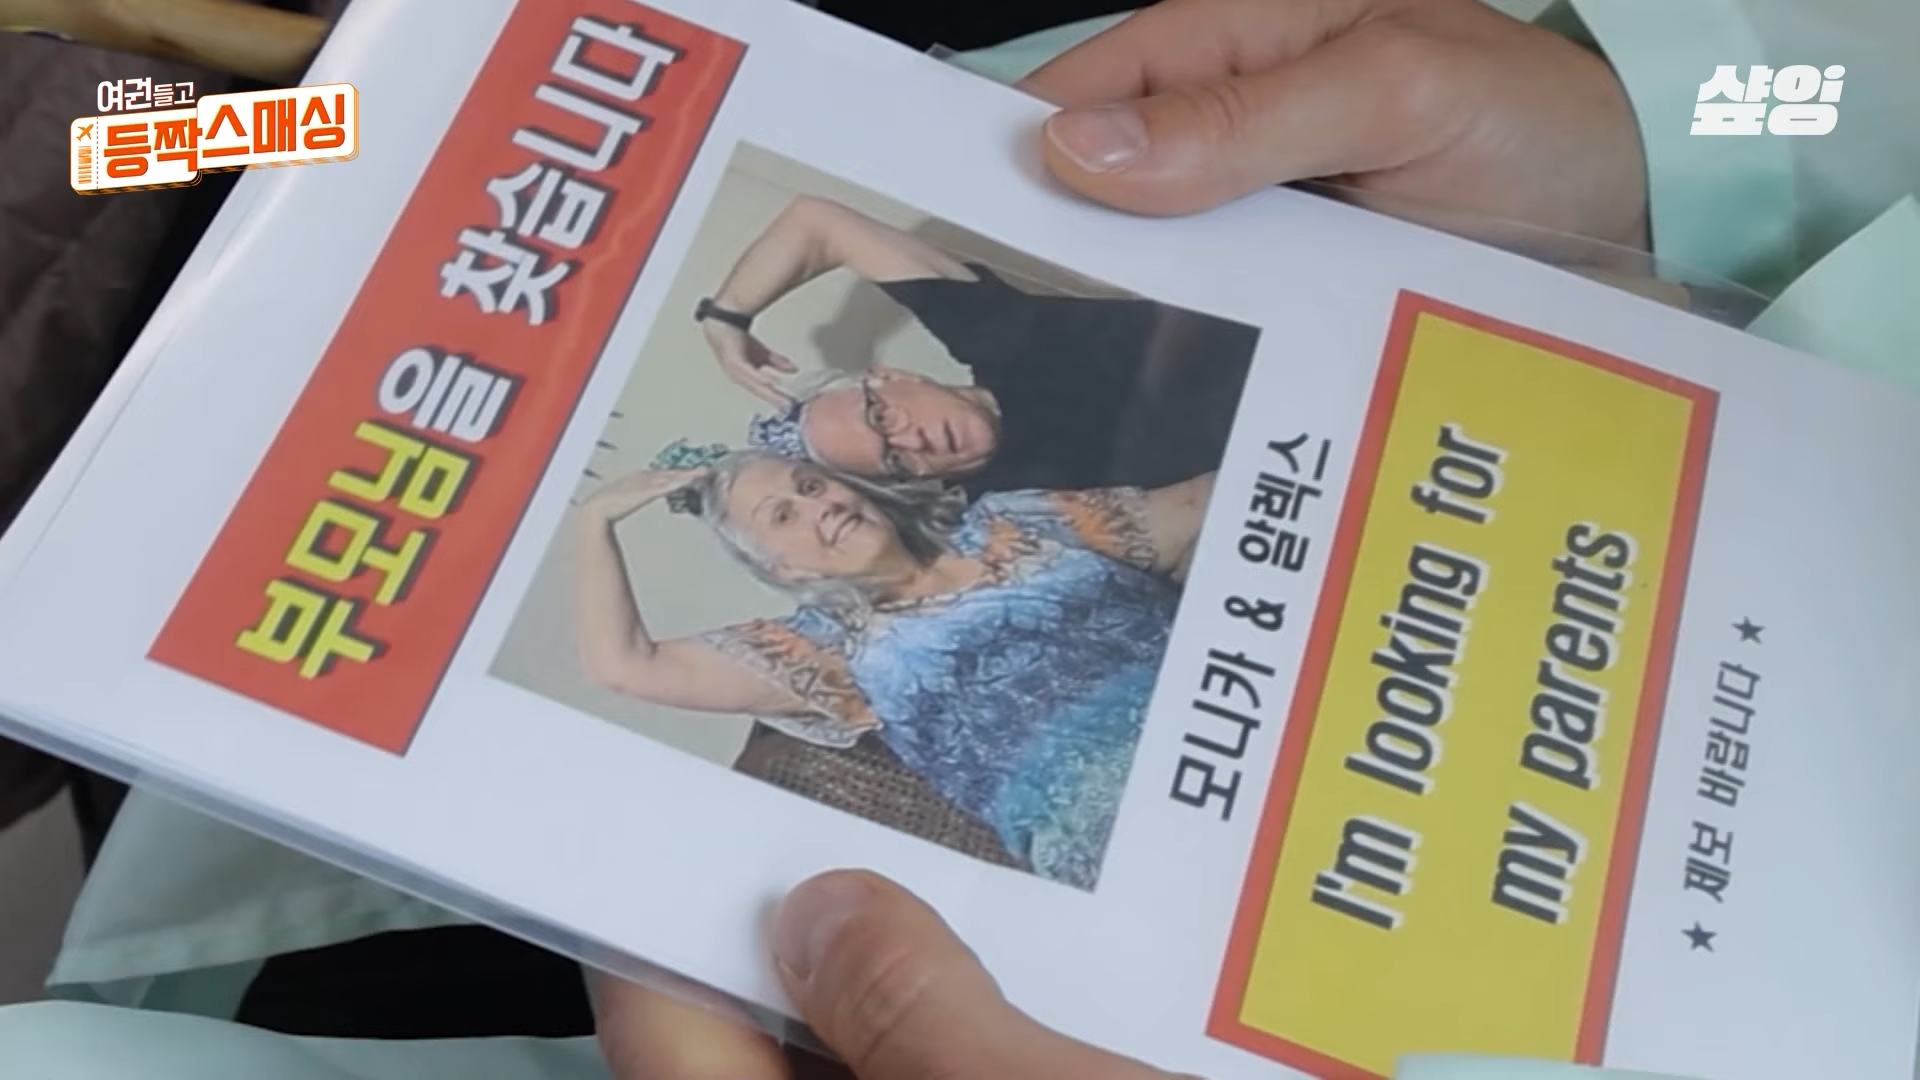 여권들고
등짝스매싱
샾잉
부모님을 찾습니다
모니카 & 알렉스
I'm looking for
my parents
★ 제보 바랍니다 ★